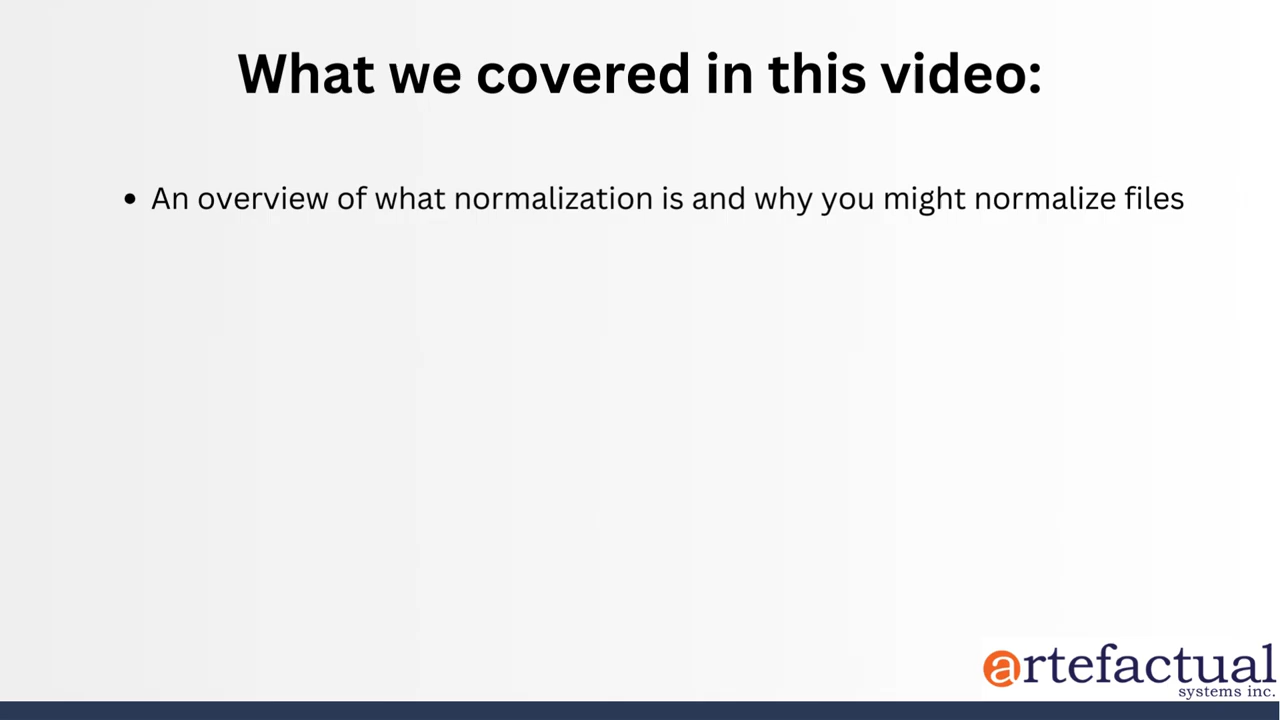 What we covered in this video:
• An overview of what normalization is and why you might normalize files
artefactual
systems inc.